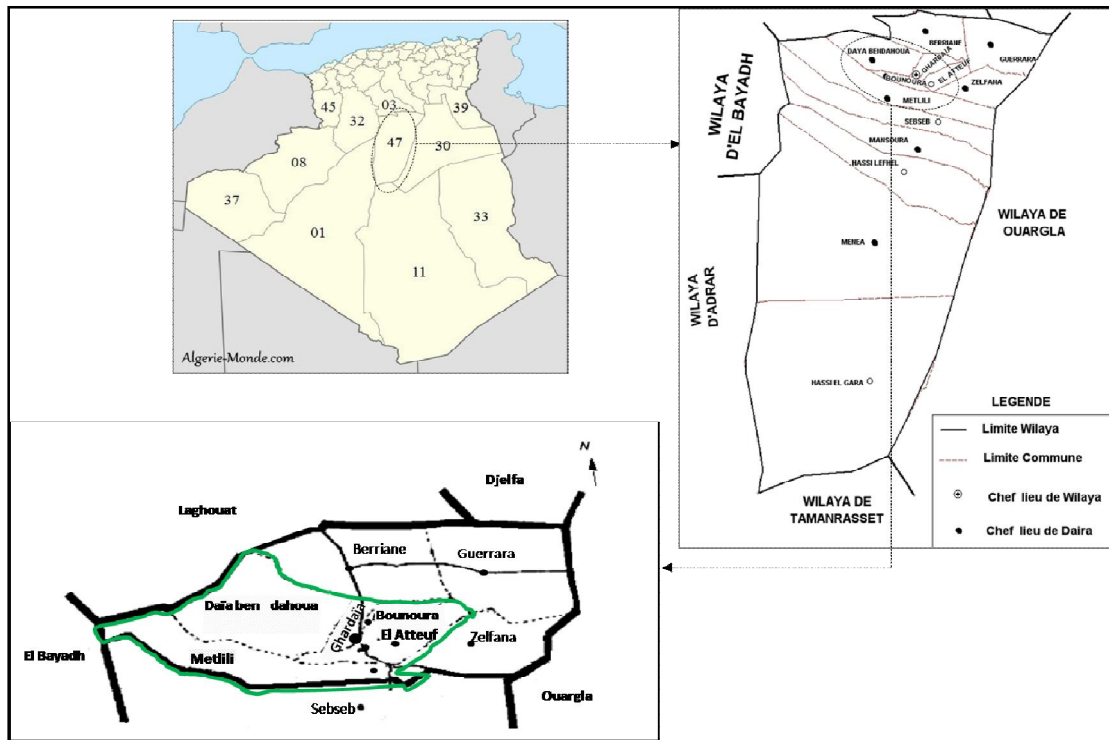 45
03
39
32
47
30
08
37
01
33
11
Algerie-Monde.com
BERRIANE
DAYA BENDAHOUA
GHARDAIA
GUERRARA
BOUNOURA
EL ATTEUF
ZELFANA
METLILI
SEBSEB
MANSOURA
HASSI LEFHEL
WILAYA
D'EL BAYADH
WILAYA DE
OUARGLA
MENEA
WILAYA
D'ADRAR
HASSI EL GARA
WILAYA DE
TAMANRASSET
LEGENDE
Limite Wilaya
Limite Commune
Chef lieu de Wilaya
Chef lieu de Daira
N
Djelfa
Laghouat
Berriane
Guerrara
Daïa ben dahoua
Bounoura
Ghardaïa
El Atteuf
Zelfana
Metlili
El Bayadh
Ouargla
Sebseb